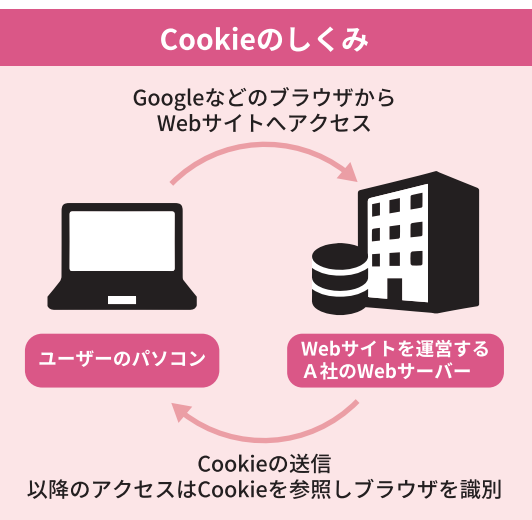 Cookieのしくみ
Googleなどのブラウザから
Webサイトへアクセス
ユーザーのパソコン
Webサイトを運営する
A社のWebサーバー
Cookieの送信
以降のアクセスはCookieを参照しブラウザを識別